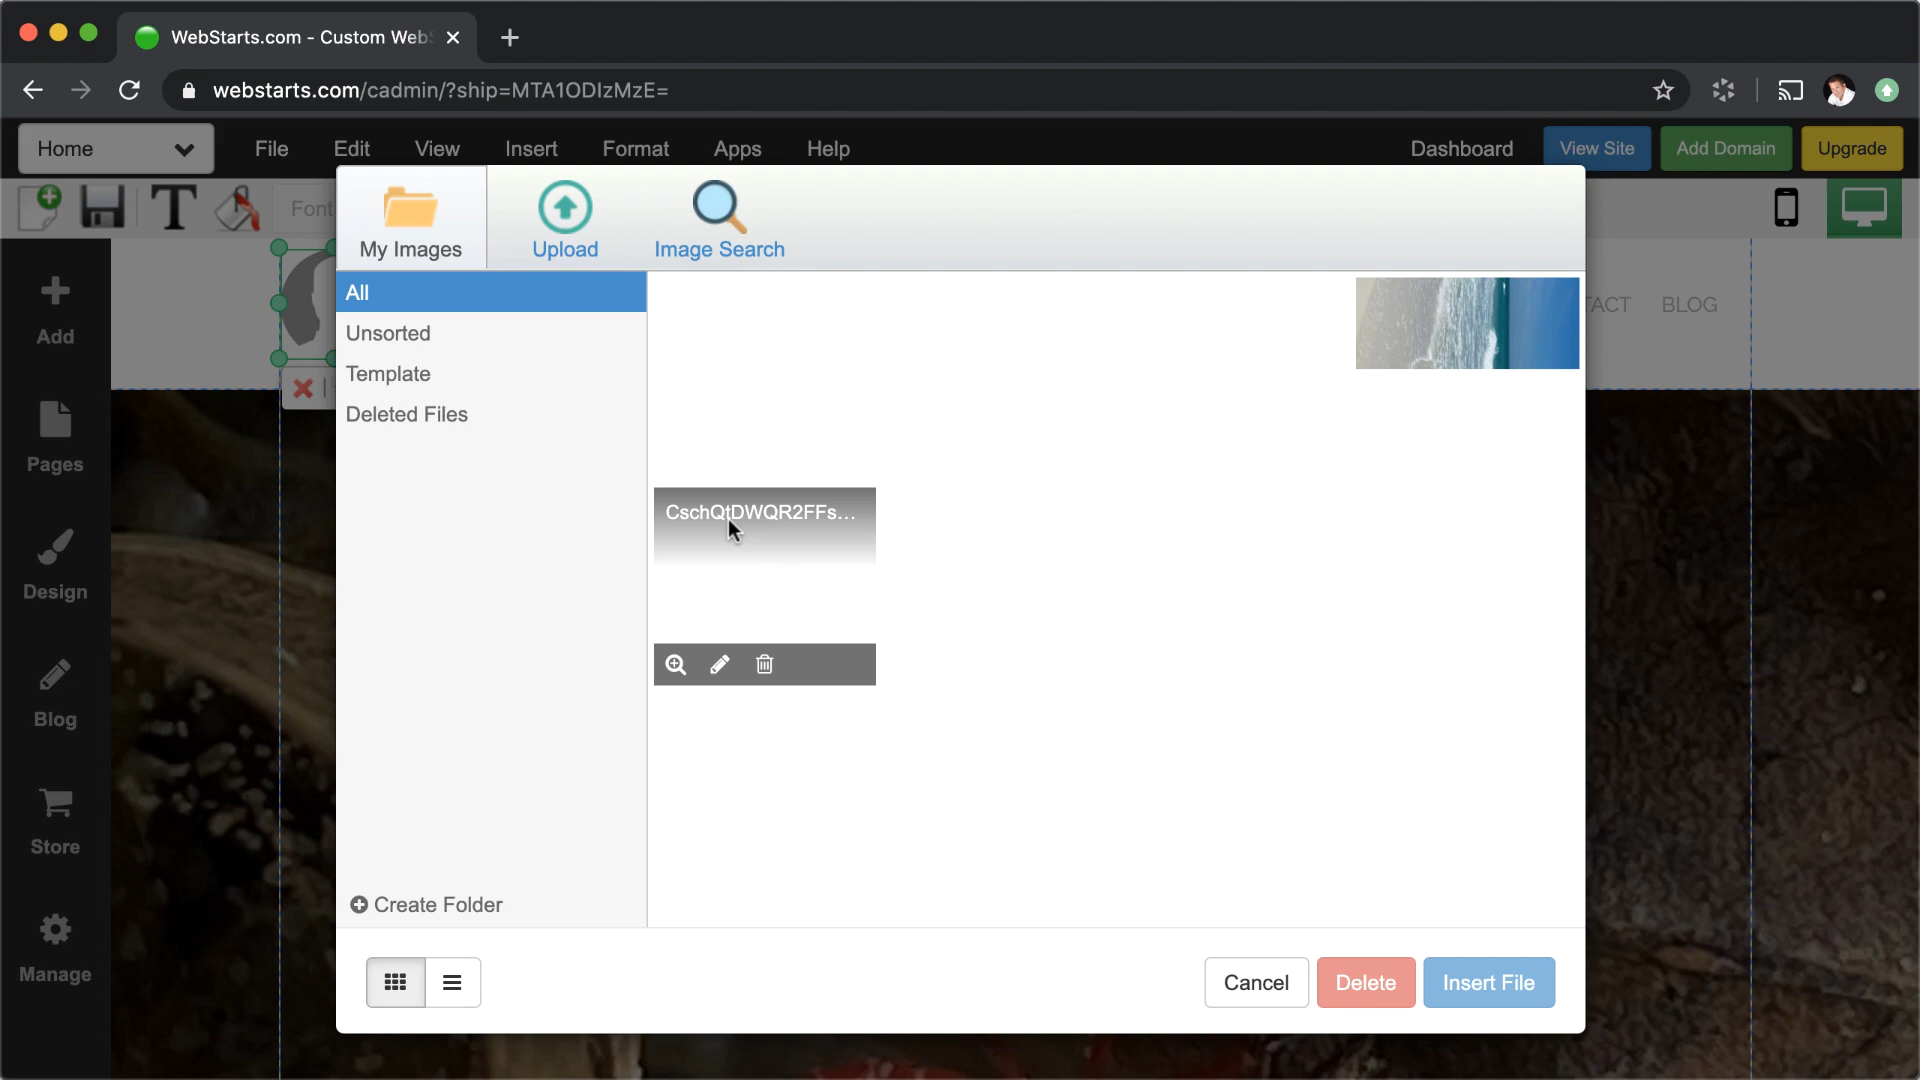 WebStarts.com - Custom Web
webstarts.com/cadmin/?ship=MTA1ODIzMzE=
Home File Edit View Insert Format Apps Help Dashboard View Site Add Domain Upgrade
Font
My Images Upload Image Search
All
Unsorted
Template
Deleted Files
TACT BLOG
Add
Pages
Design
Blog
Store
Manage
CschQtDWQR2FFs...
Create Folder
Cancel Delete Insert File